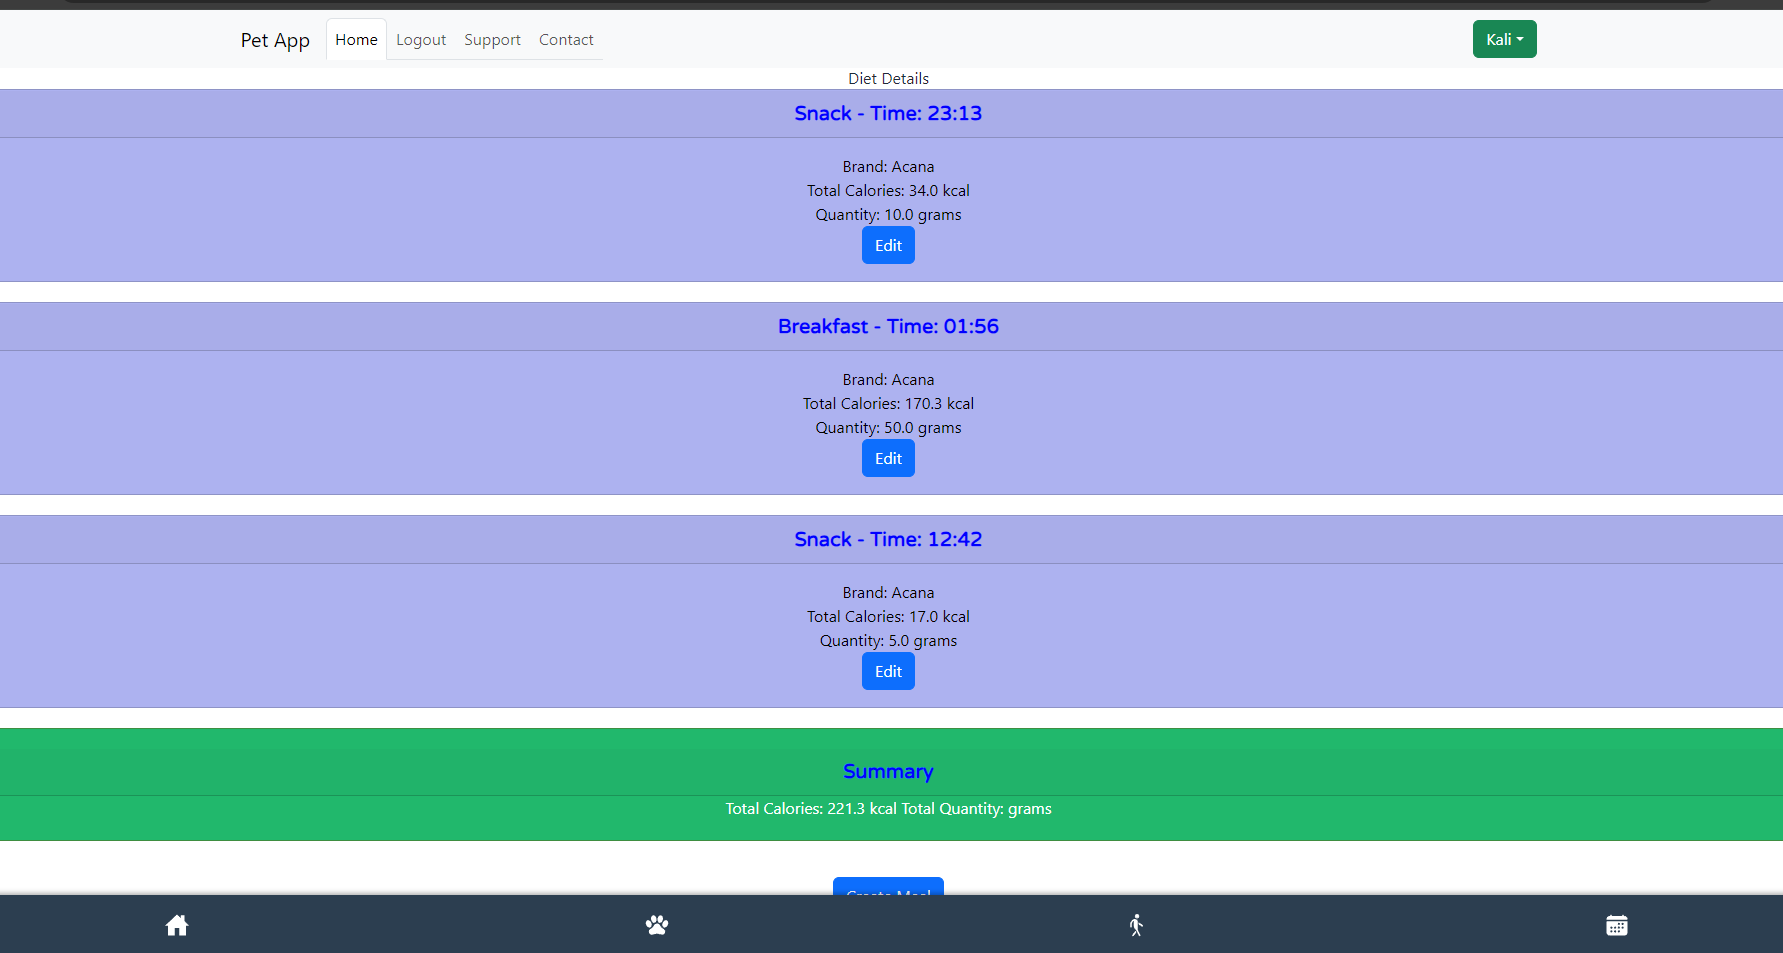 Pet App Home Logout Support Contact Kali
Diet Details
Snack - Time: 23:13
Brand: Acana
Total Calories: 34.0 kcal
Quantity: 10.0 grams
Edit
Breakfast - Time: 01:56
Brand: Acana
Total Calories: 170.3 kcal
Quantity: 50.0 grams
Edit
Snack - Time: 12:42
Brand: Acana
Total Calories: 17.0 kcal
Quantity: 5.0 grams
Edit
Summary
Total Calories: 221.3 kcal Total Quantity: grams
Create Meal